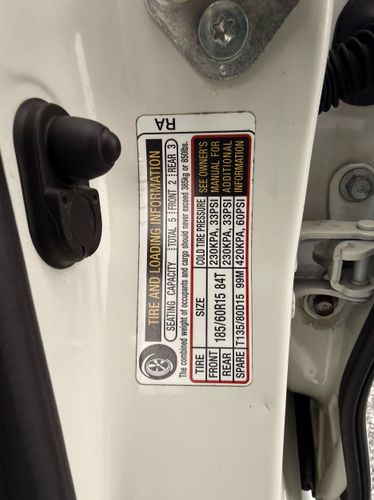 TIRE AND LOADING INFORMATION RA
SEATING CAPACITY TOTAL 5 FRONT 2 REAR 3
The combined weight of occupants and cargo should never exceed 385kg or 850lbs.
TIRE SIZE COLD TIRE PRESSURE
FRONT 185/60R15 84T 230KPA, 33PSI
REAR 230KPA, 33PSI
SPARE T135/80D15 99M 420KPA, 60PSI
SEE OWNER'S
MANUAL FOR
ADDITIONAL
INFORMATION